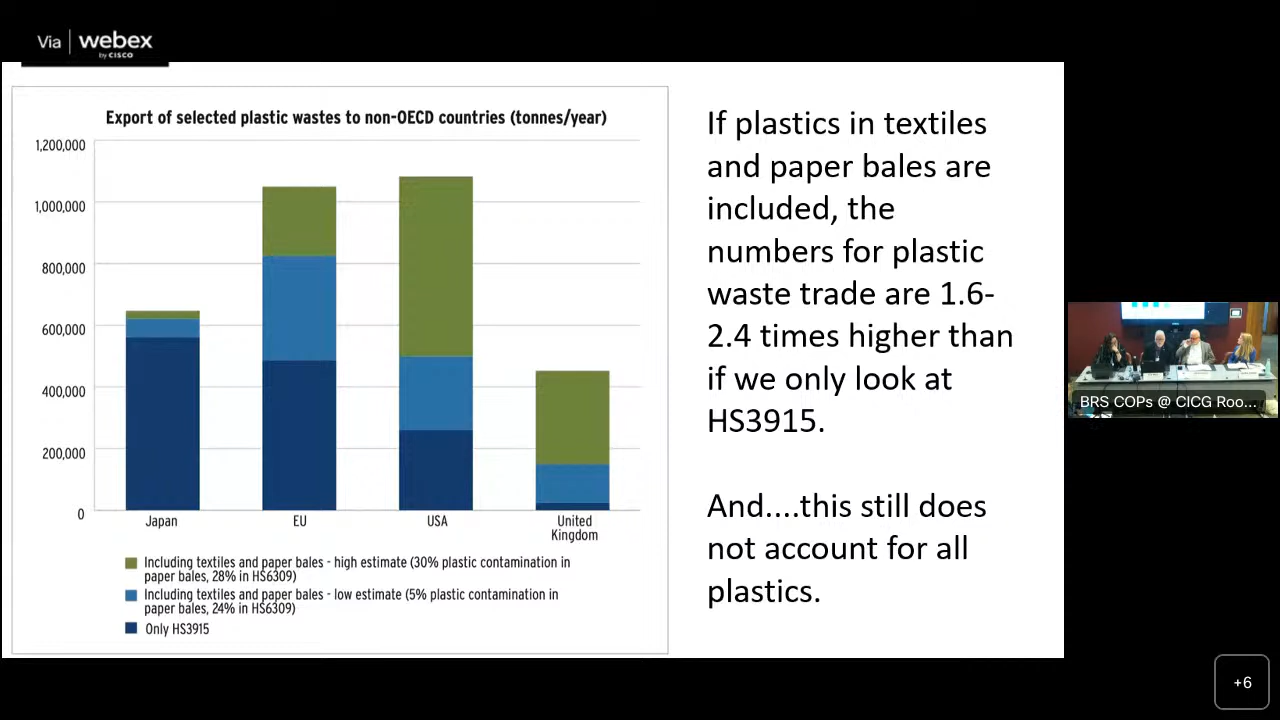 Via | webex
by CISCO
Export of selected plastic wastes to non-OECD countries (tonnes/year)
1,200,000
1,000,000
800,000
600,000
400,000
200,000
0
Japan
EU
USA
United
Kingdom
Including textiles and paper bales - high estimate (30% plastic contamination in
paper bales, 28% in HS6309)
Including textiles and paper bales - low estimate (5% plastic contamination in
paper bales, 24% in HS6309)
Only HS3915
If plastics in textiles
and paper bales are
included, the
numbers for plastic
waste trade are 1.6-
2.4 times higher than
if we only look at
HS3915.
And....this still does
not account for all
plastics.
BRS COPs @ CICG Roo...
+6